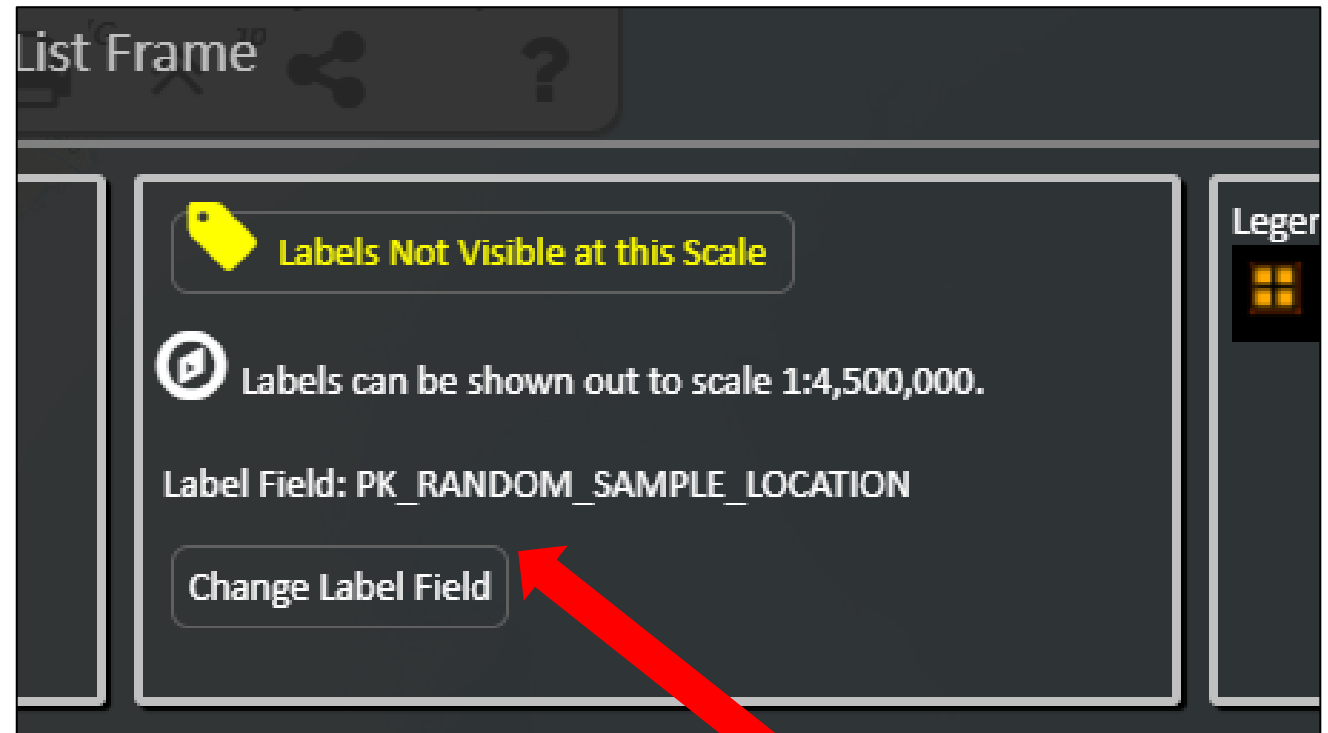 List Frame
?
Labels Not Visible at this Scale
Legen
Labels can be shown out to scale 1:4,500,000.
Label Field: PK_RANDOM_SAMPLE_LOCATION
Change Label Field